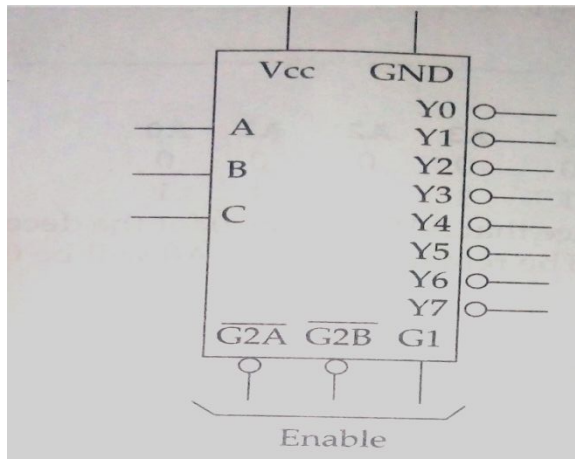 Vcc GND
Y0
A Y1
B Y2
Y3
C Y4
Y5
Y6
Y7
G2A G2B G1
Enable